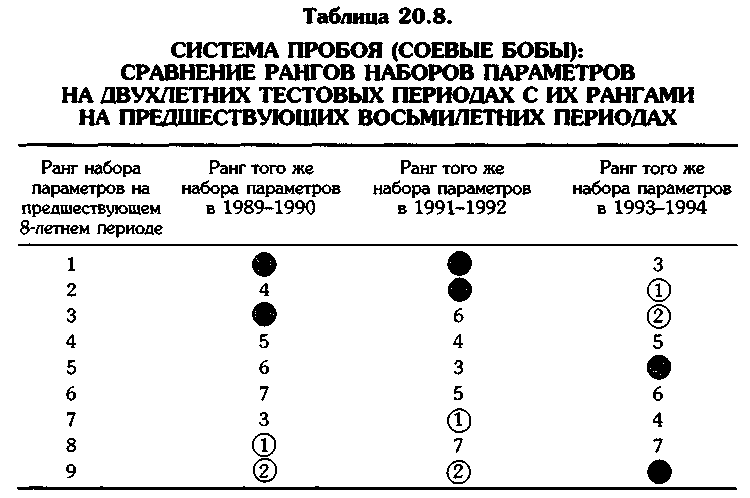 Таблица 20.8.
СИСТЕМА ПРОБОЯ (СОЕВЫЕ БОБЫ):
СРАВНЕНИЕ РАНГОВ НАБОРОВ ПАРАМЕТРОВ
НА ДВУХЛЕТНИХ ТЕСТОВЫХ ПЕРИОДАХ С ИХ РАНГАМИ
НА ПРЕДШЕСТВУЮЩИХ ВОСЬМИЛЕТНИХ ПЕРИОДАХ
Ранг набора Ранг того же Ранг того же Ранг того же
параметров на набора параметров набора параметров набора параметров
предшествующем в 1989–1990 в 1991–1992 в 1993–1994
8-летнем периоде
1 3
2 4 1
3 6 2
4 5 4 5
5 6 3
6 7 5 6
7 3 1 4
8 1 7 7
9 2 2